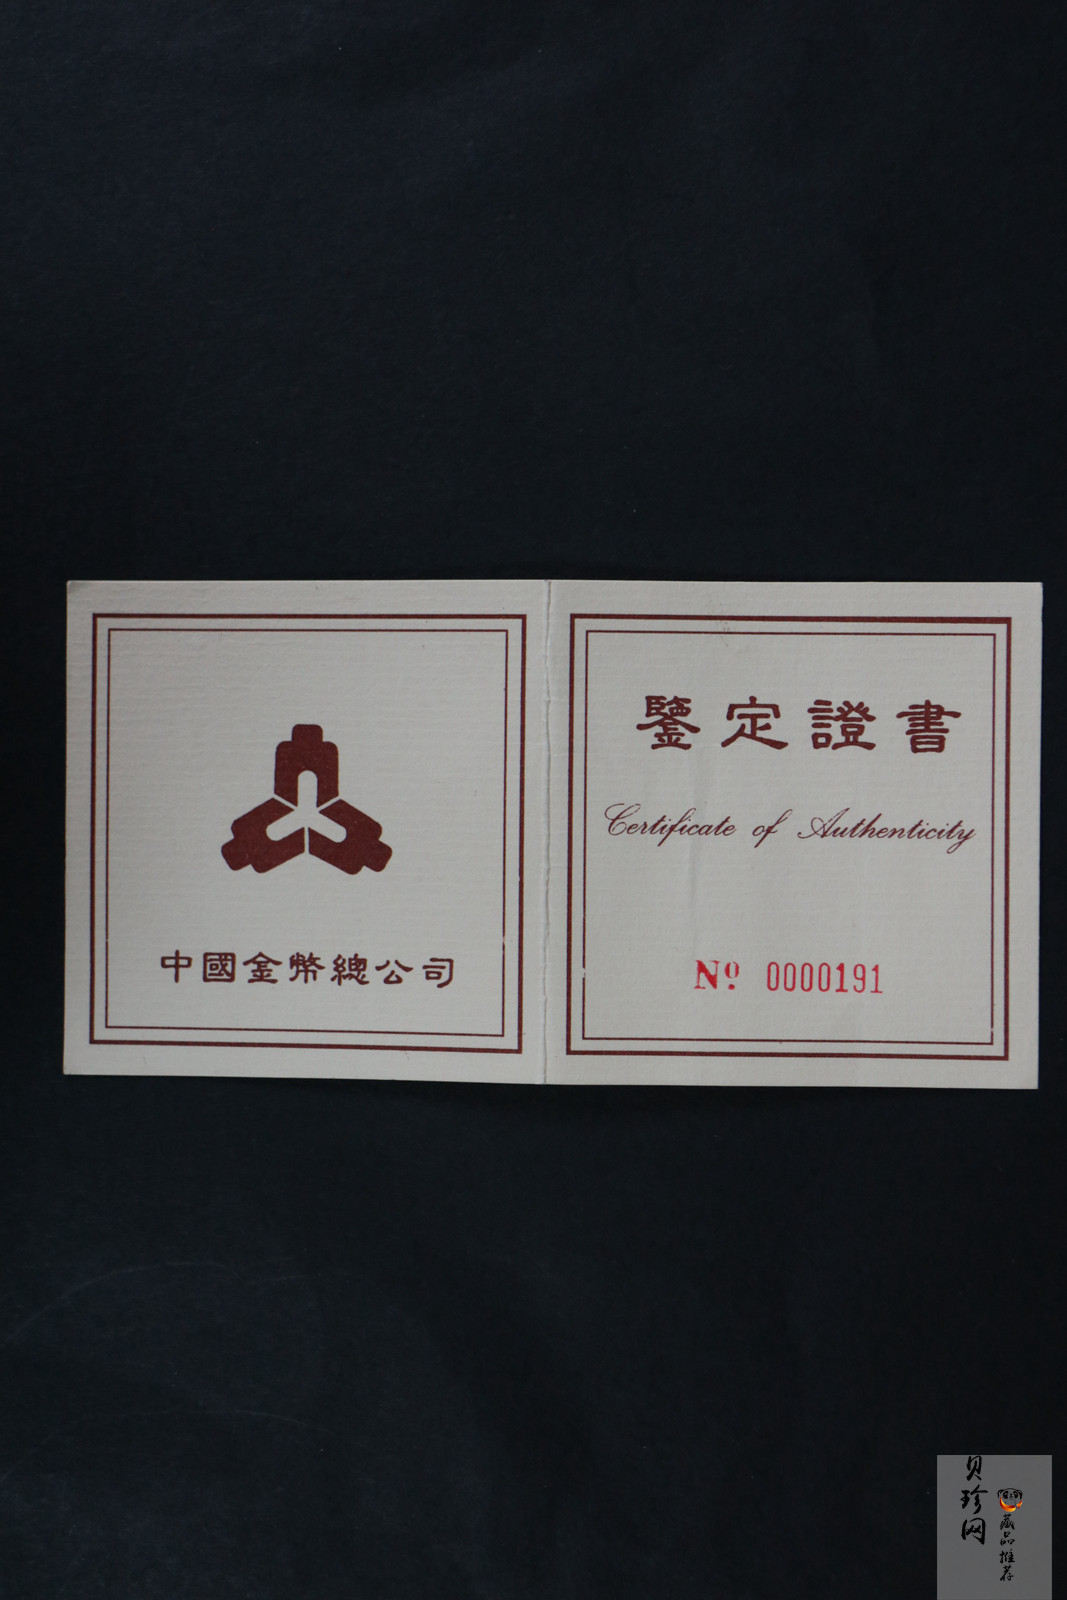 中國金幣總公司
鑒定證書
Certificate of Authenticity
Nº 0000191
贝珍网
藏品推荐